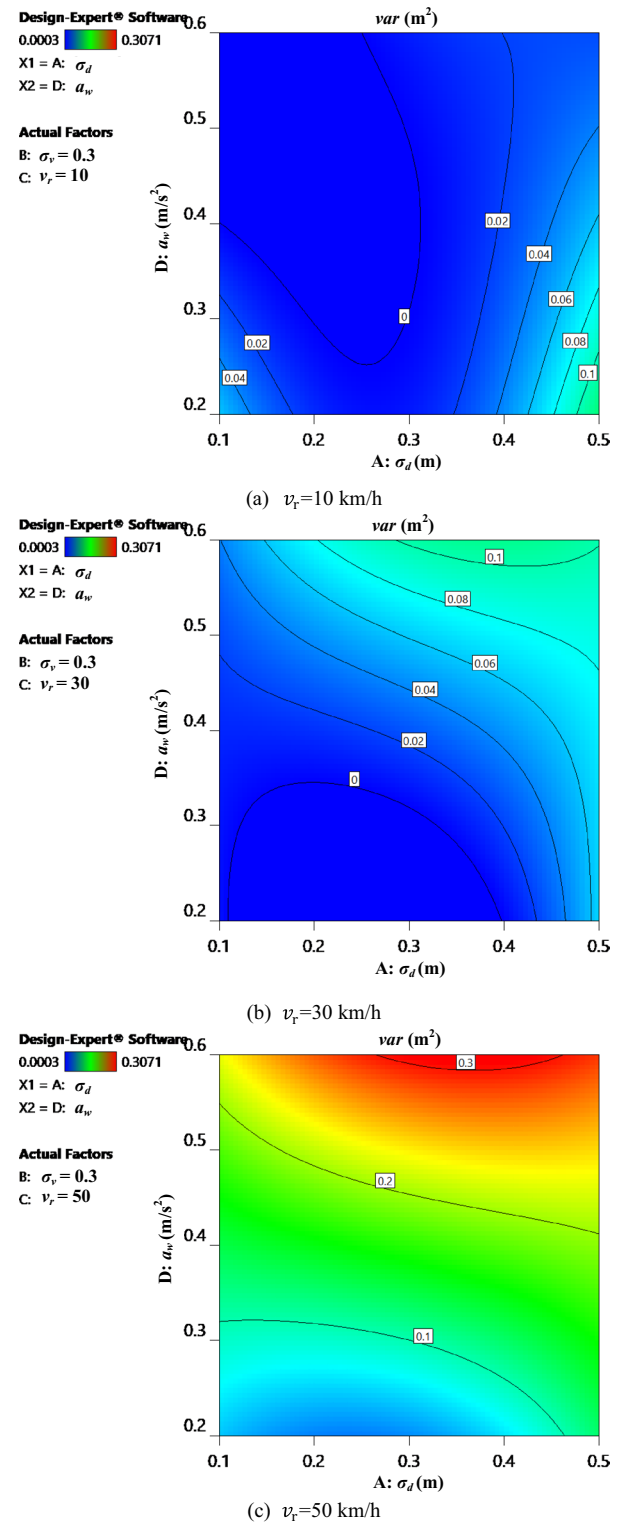 Design-Expert® Software
var (m²)
0.0003 0.3071
X1 = A: σd
X2 = D: aw
Actual Factors
B: σv = 0.3
C: vr = 10
D: aw (m/s²)
0.6
0.5
0.4
0.3
0.2
0.02
0.04
0
0.02
0.04
0.06
0.08
0.1
0.1 0.2 0.3 0.4 0.5
A: σd (m)
(a) vr=10 km/h
Design-Expert® Software
var (m²)
0.0003 0.3071
X1 = A: σd
X2 = D: aw
Actual Factors
B: σv = 0.3
C: vr = 30
D: aw (m/s²)
0.6
0.5
0.4
0.3
0.2
0.1
0.08
0.06
0.04
0.02
0
0.1 0.2 0.3 0.4 0.5
A: σd (m)
(b) vr=30 km/h
Design-Expert® Software
var (m²)
0.0003 0.3071
X1 = A: σd
X2 = D: aw
Actual Factors
B: σv = 0.3
C: vr = 50
D: aw (m/s²)
0.6
0.5
0.4
0.3
0.2
0.3
0.2
0.1
0.1 0.2 0.3 0.4 0.5
A: σd (m)
(c) vr=50 km/h